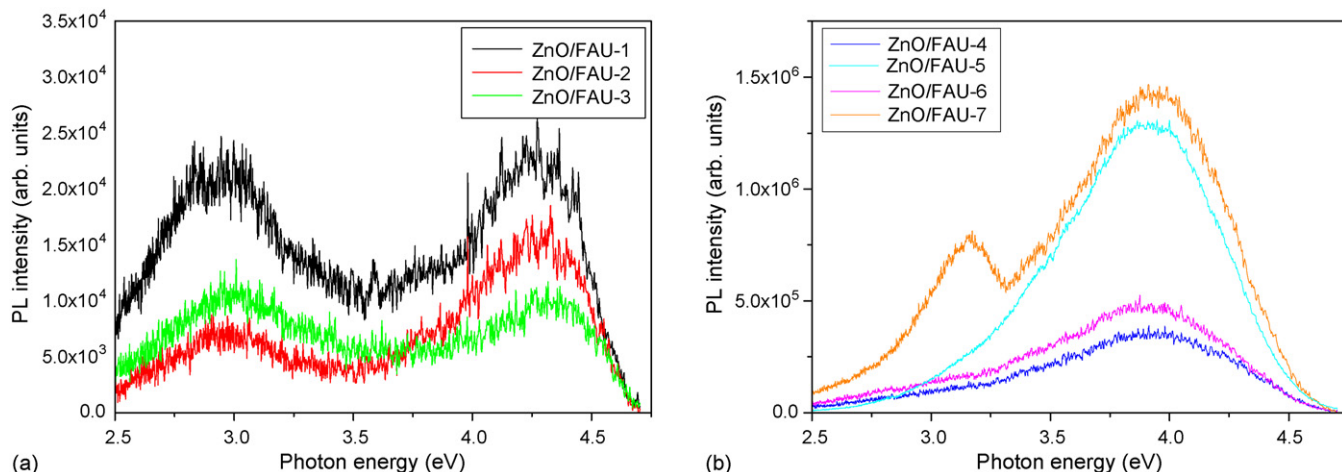 3.5x10⁴
3.0x10⁴
2.5x10⁴
2.0x10⁴
1.5x10⁴
1.0x10⁴
5.0x10³
0.0
PL intensity (arb. units)
ZnO/FAU-1
ZnO/FAU-2
ZnO/FAU-3
2.5 3.0 3.5 4.0 4.5
Photon energy (eV)
(a)
1.5x10⁶
1.0x10⁶
5.0x10⁵
0.0
PL intensity (arb. units)
ZnO/FAU-4
ZnO/FAU-5
ZnO/FAU-6
ZnO/FAU-7
2.5 3.0 3.5 4.0 4.5
Photon energy (eV)
(b)